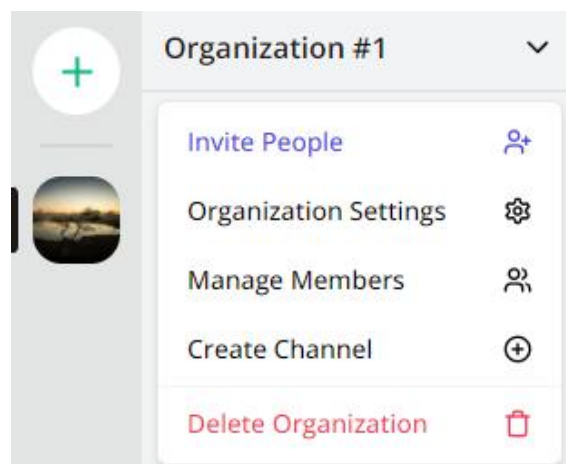 Organization #1
Invite People
Organization Settings
Manage Members
Create Channel
Delete Organization